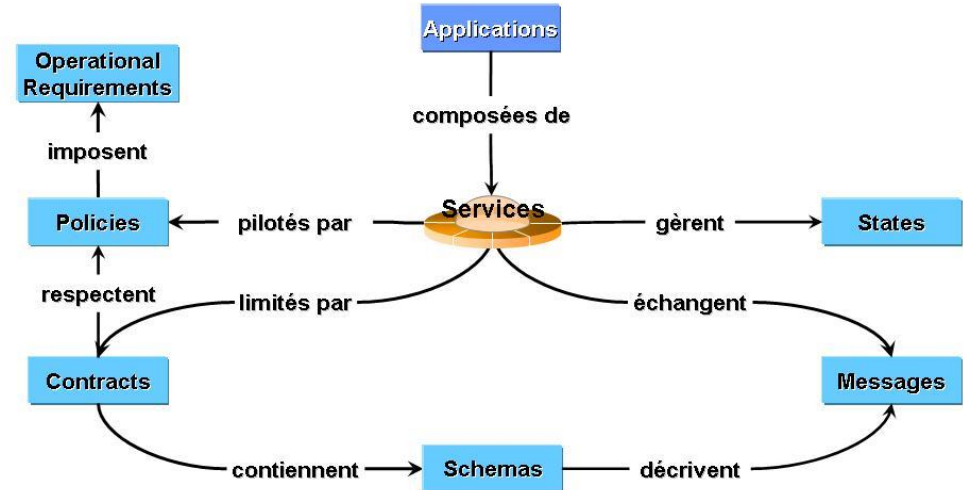 Applications
Operational
Requirements
composées de
imposent
Services
Policies
pilotés par
gèrent
States
respectent
limités par
échangent
Contracts
Messages
contiennent
Schemas
décrivent